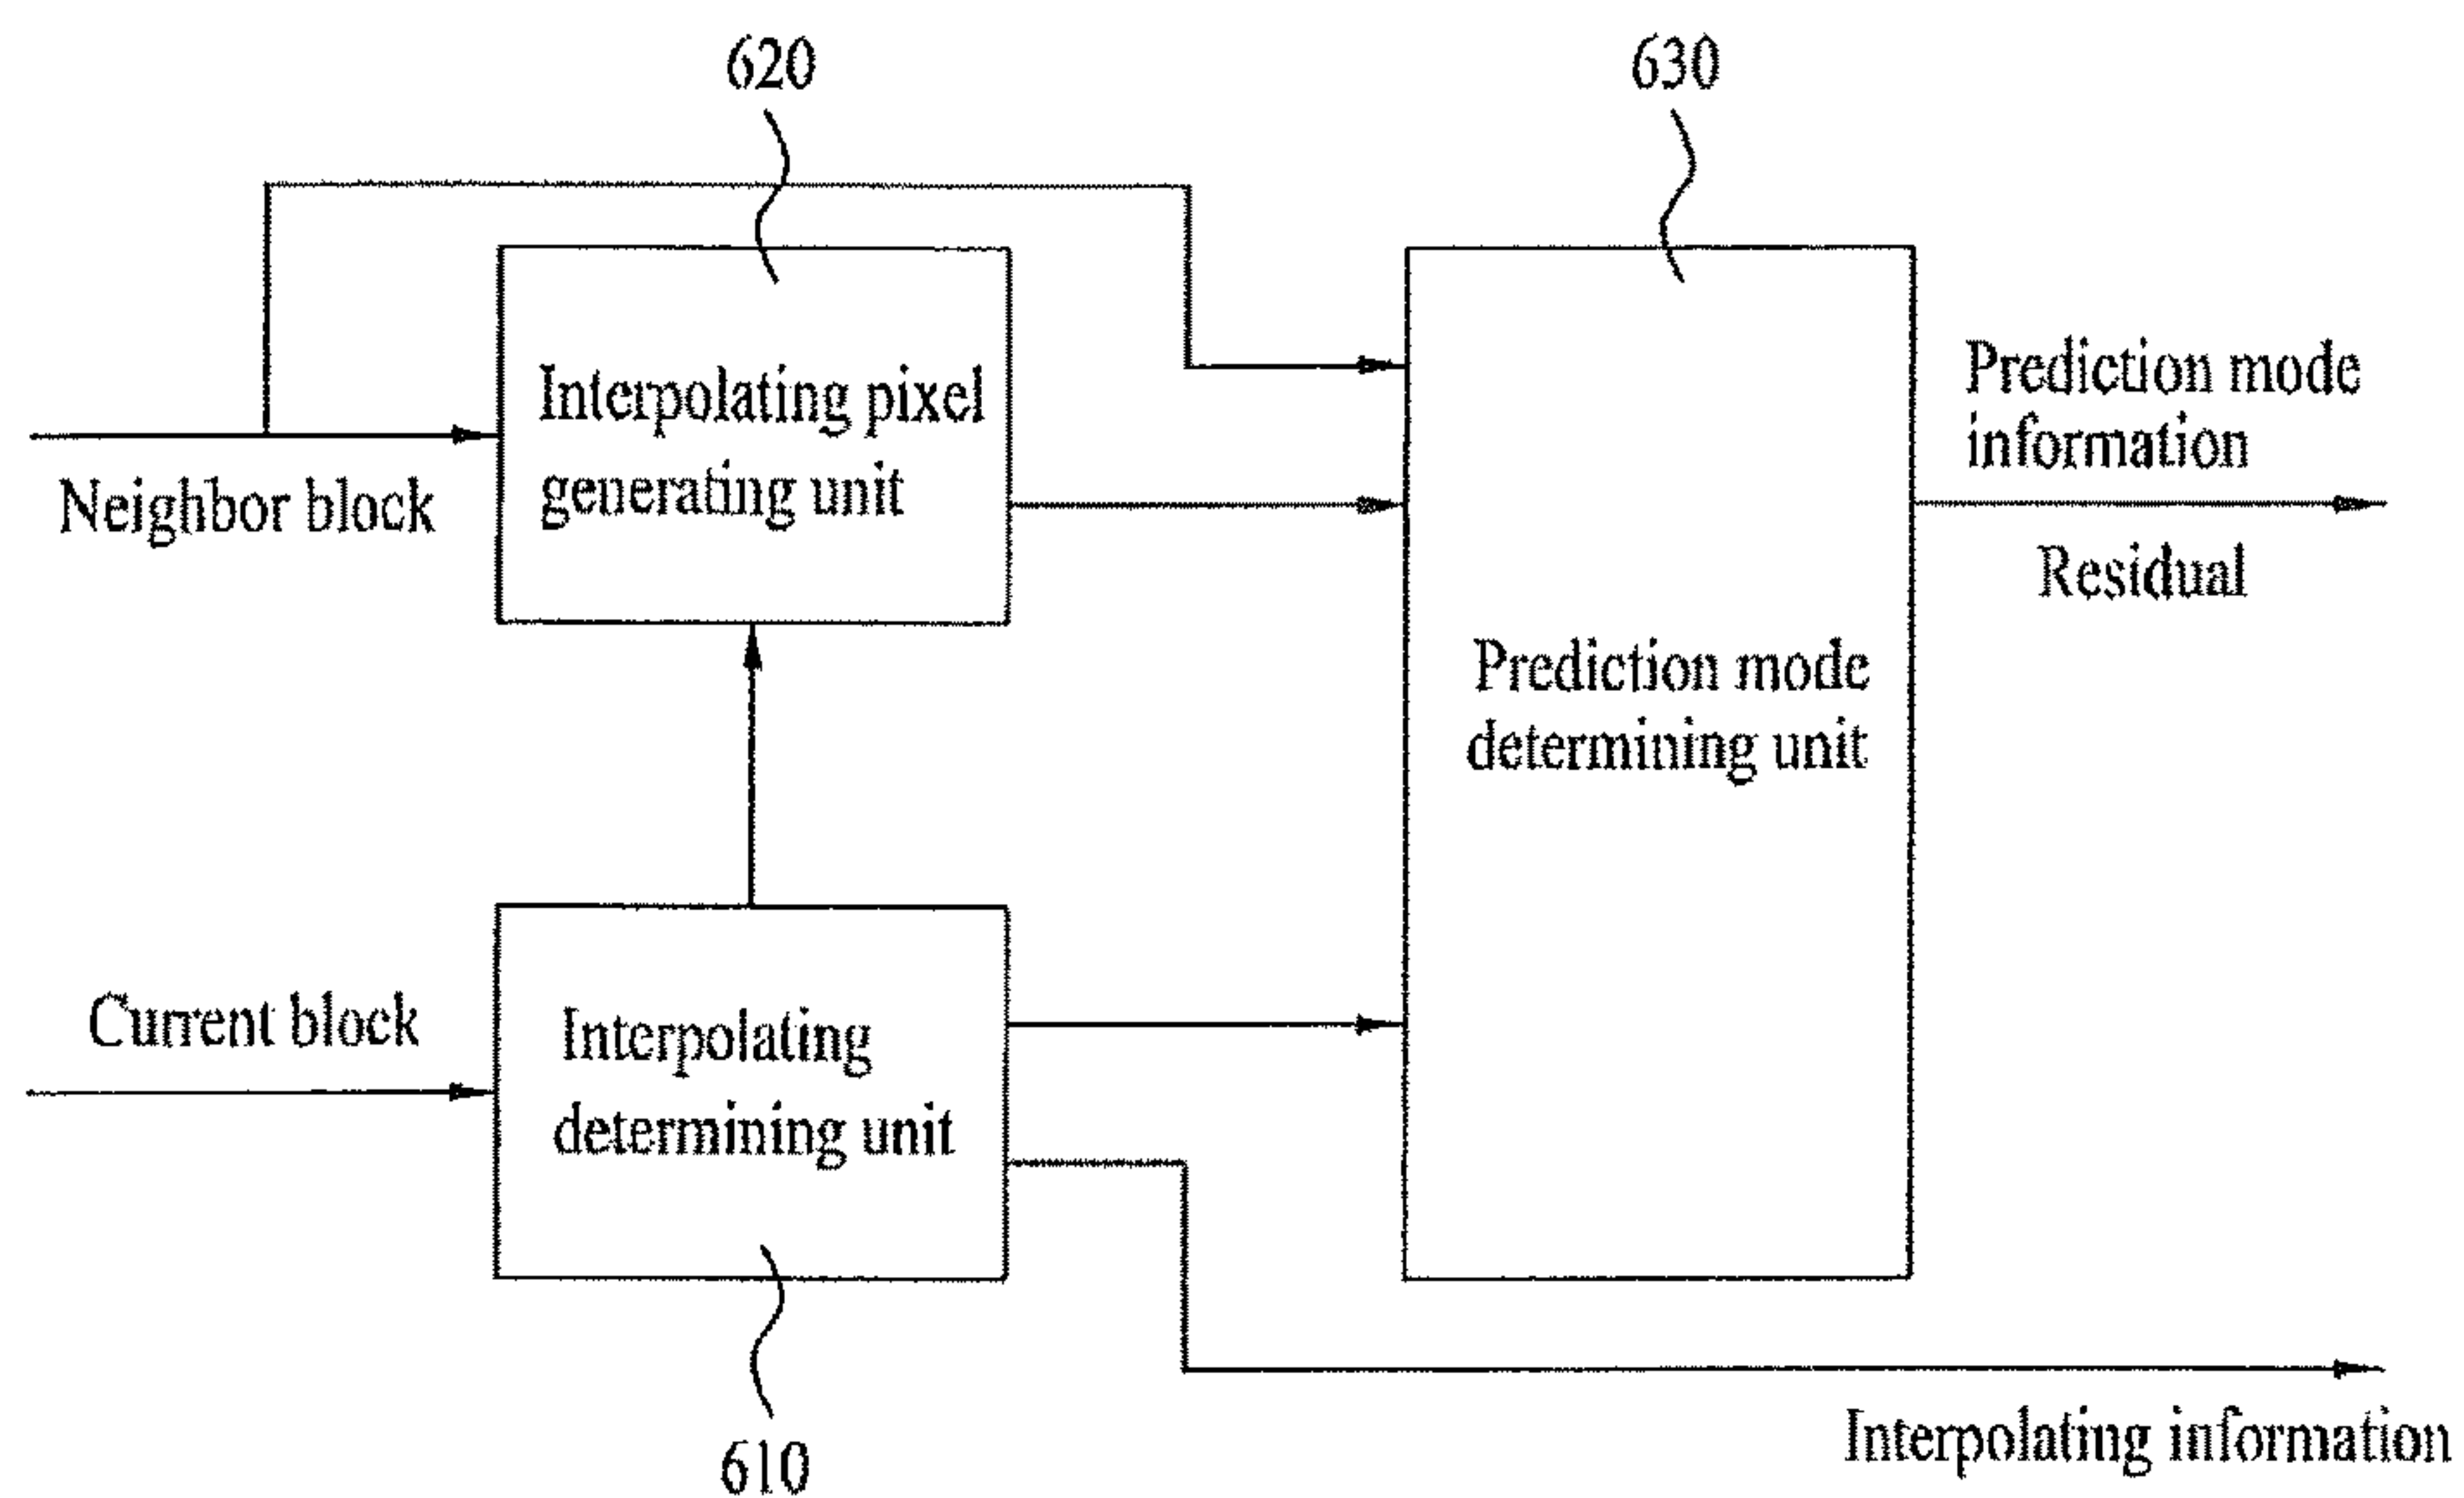 620
630
Interpolating pixel
generating unit
Neighbor block
Prediction mode
information
Residual
Prediction mode
determining unit
Current block
Interpolating
determining unit
610
Interpolating information